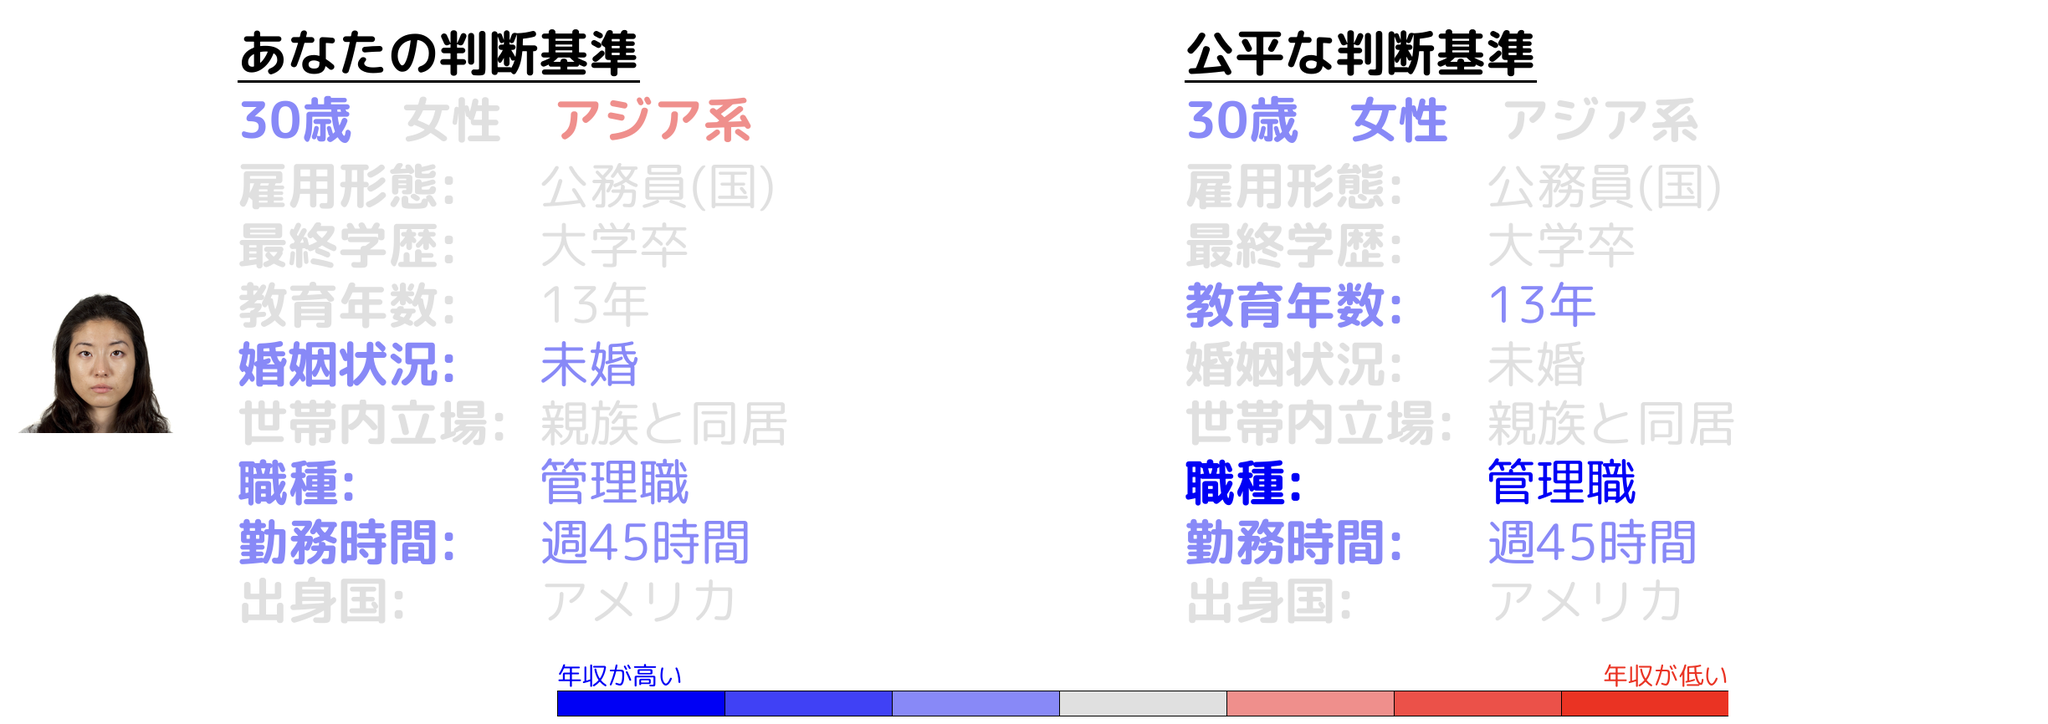 あなたの判断基準
30歳 女性 アジア系
雇用形態: 公務員(国)
最終学歴: 大学卒
教育年数: 13年
婚姻状況: 未婚
世帯内立場: 親族と同居
職種: 管理職
勤務時間: 週45時間
出身国: アメリカ
公平な判断基準
30歳 女性 アジア系
雇用形態: 公務員(国)
最終学歴: 大学卒
教育年数: 13年
婚姻状況: 未婚
世帯内立場: 親族と同居
職種: 管理職
勤務時間: 週45時間
出身国: アメリカ
年収が高い 年収が低い